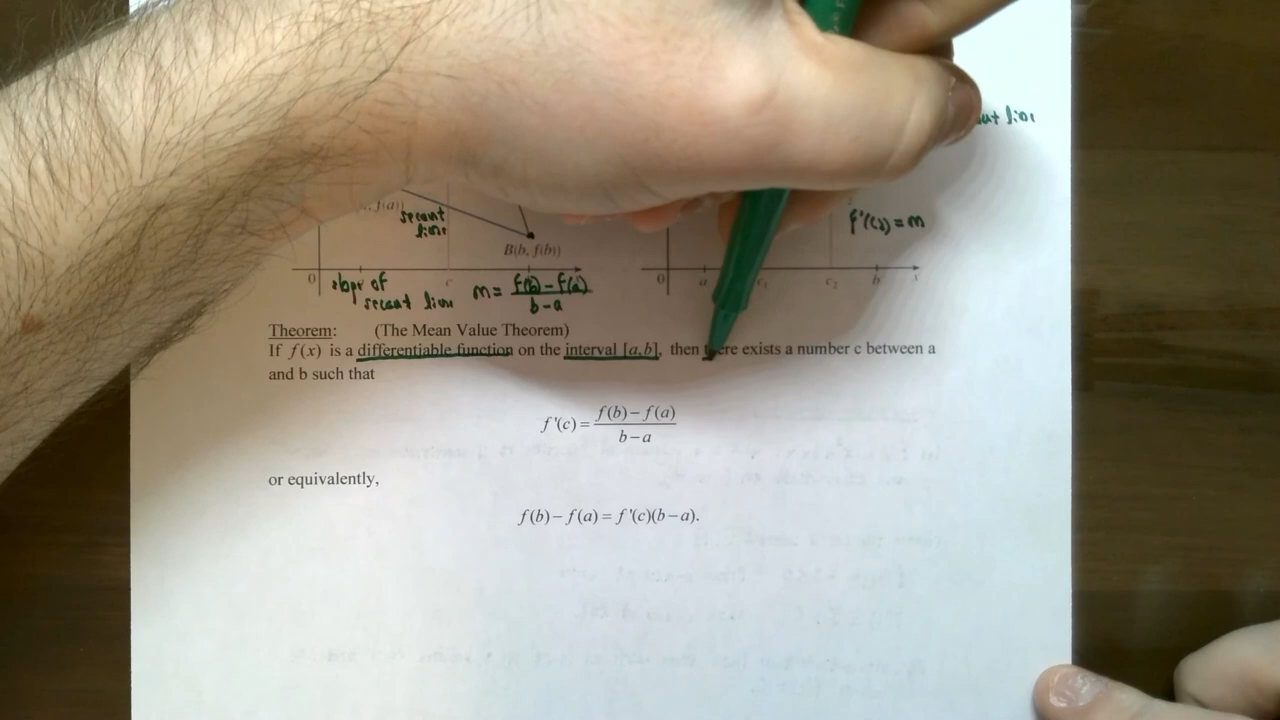 line
, f(a))
secant
line
f'(c) = m
B(b, f(b))
0 c 0 a c₁ c₂ b x
slope of
secant line m = f(b) − f(a) / b − a
Theorem: (The Mean Value Theorem)
If f(x) is a differentiable function on the interval [a,b], then there exists a number c between a
and b such that
f'(c) = f(b) − f(a) / b − a
or equivalently,
f(b) − f(a) = f'(c)(b − a).